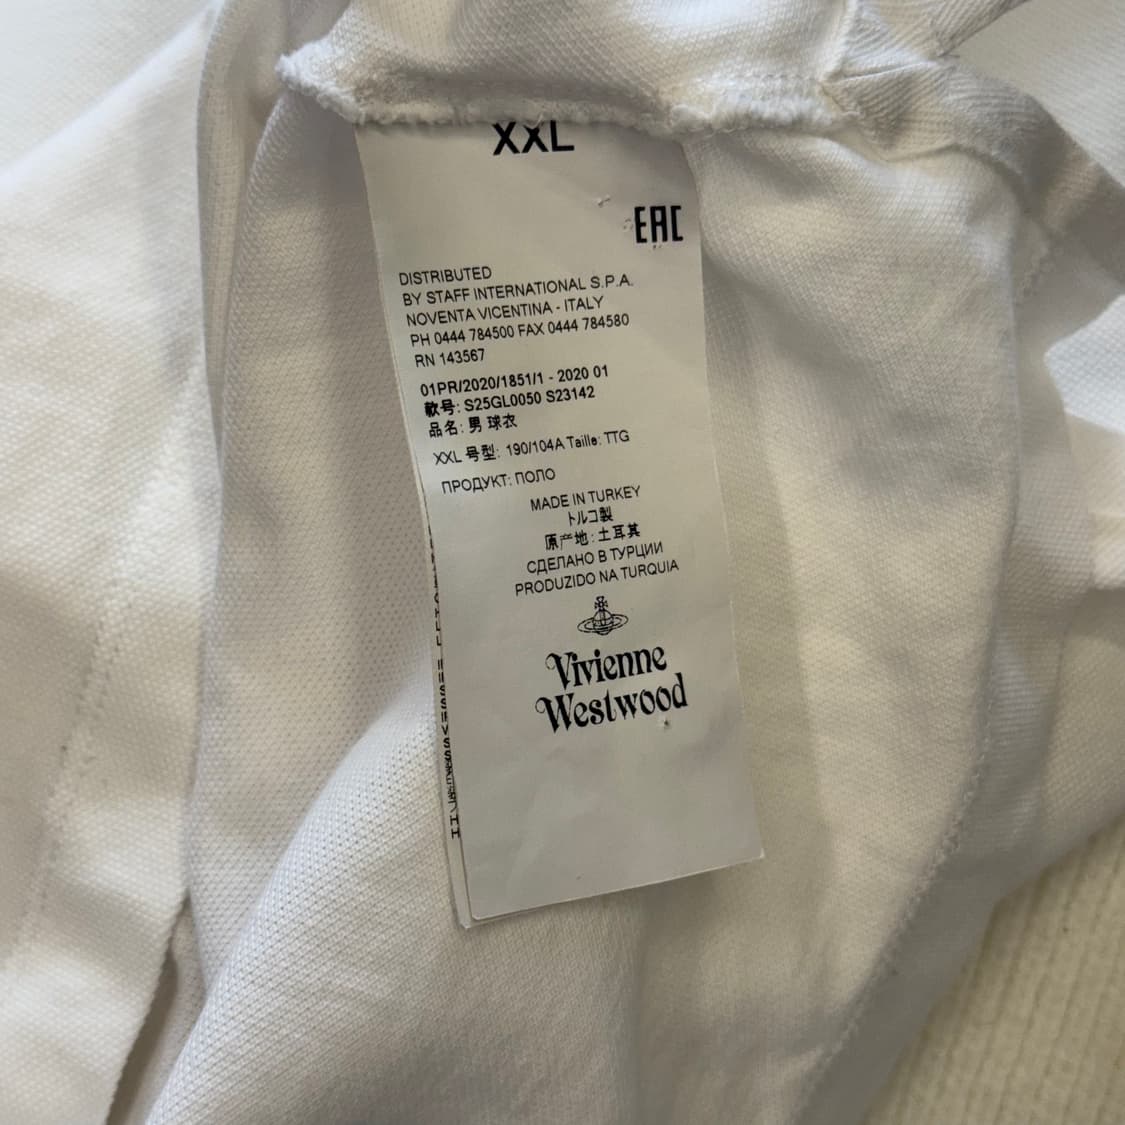 XXL
EAC
DISTRIBUTED
BY STAFF INTERNATIONAL S.P.A.
NOVENTA VICENTINA - ITALY
PH 0444 784500 FAX 0444 784580
RN 143567
01PR/2020/1851/1 - 2020 01
款号: S25GL0050 S23142
品名: 男 球衣
XXL 号型: 190/104A Taille: TTG
ПРОДУКТ: ПОЛО
MADE IN TURKEY
トルコ製
原产地: 土耳其
СДЕЛАНО В ТУРЦИИ
PRODUZIDO NA TURQUIA
Vivienne
Westwood